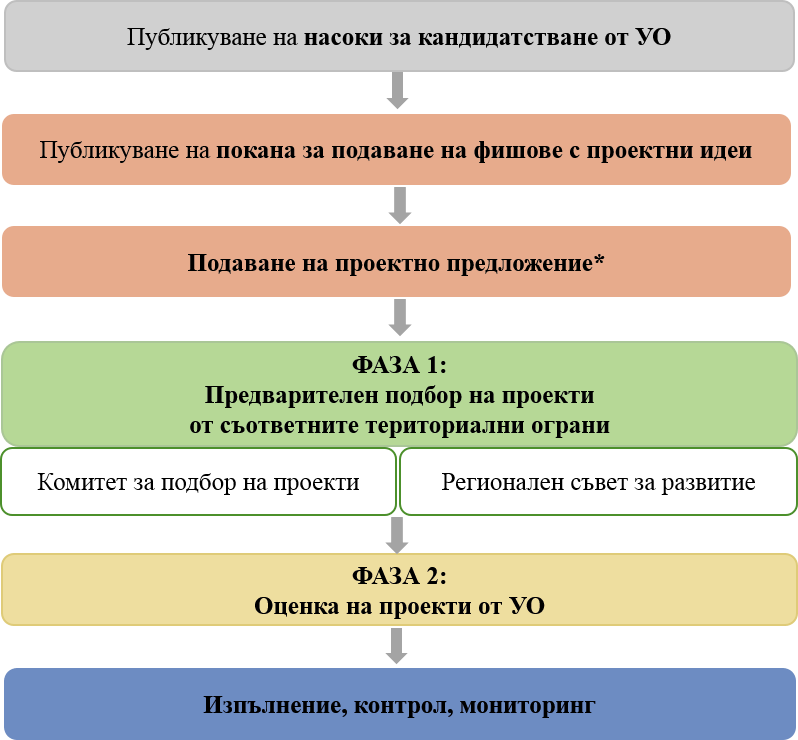 Публикуване на насоки за кандидатстване от УО
Публикуване на покана за подаване на фишове с проектни идеи
Подаване на проектно предложение*
ФАЗА 1:
Предварителен подбор на проекти
от съответните териториални ограни
Комитет за подбор на проекти
Регионален съвет за развитие
ФАЗА 2:
Оценка на проекти от УО
Изпълнение, контрол, мониторинг